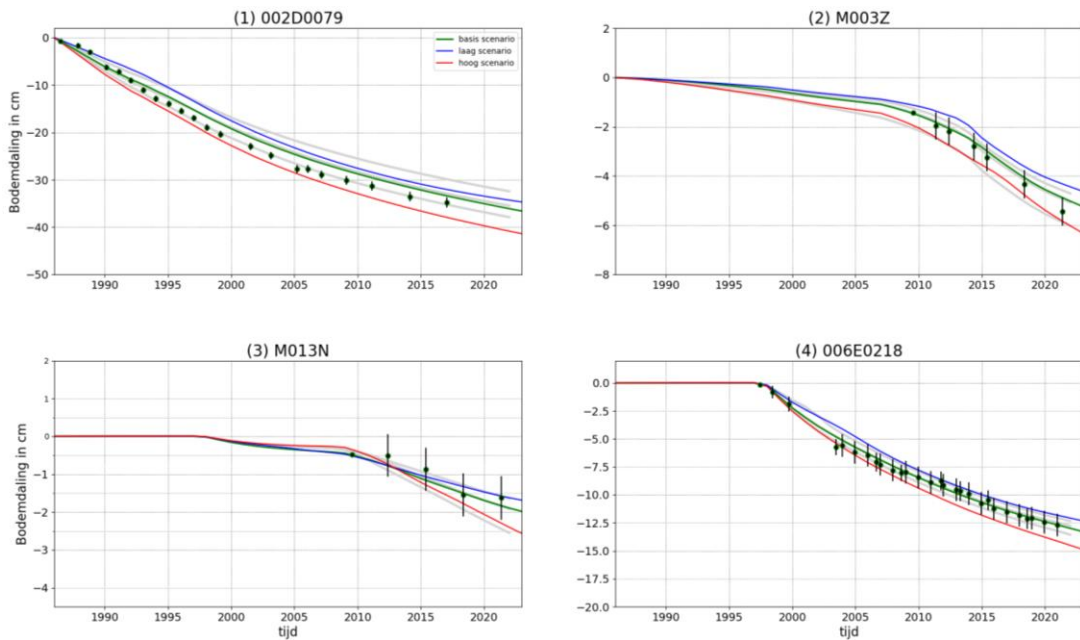 (1) 002D0079
Bodemdaling in cm
0
−10
−20
−30
−40
−50
1990 1995 2000 2005 2010 2015 2020
basis scenario
laag scenario
hoog scenario
(2) M003Z
2
0
−2
−4
−6
−8
1990 1995 2000 2005 2010 2015 2020
(3) M013N
Bodemdaling in cm
2
1
0
−1
−2
−3
−4
1990 1995 2000 2005 2010 2015 2020
tijd
(4) 006E0218
0.0
−2.5
−5.0
−7.5
−10.0
−12.5
−15.0
−17.5
−20.0
1990 1995 2000 2005 2010 2015 2020
tijd